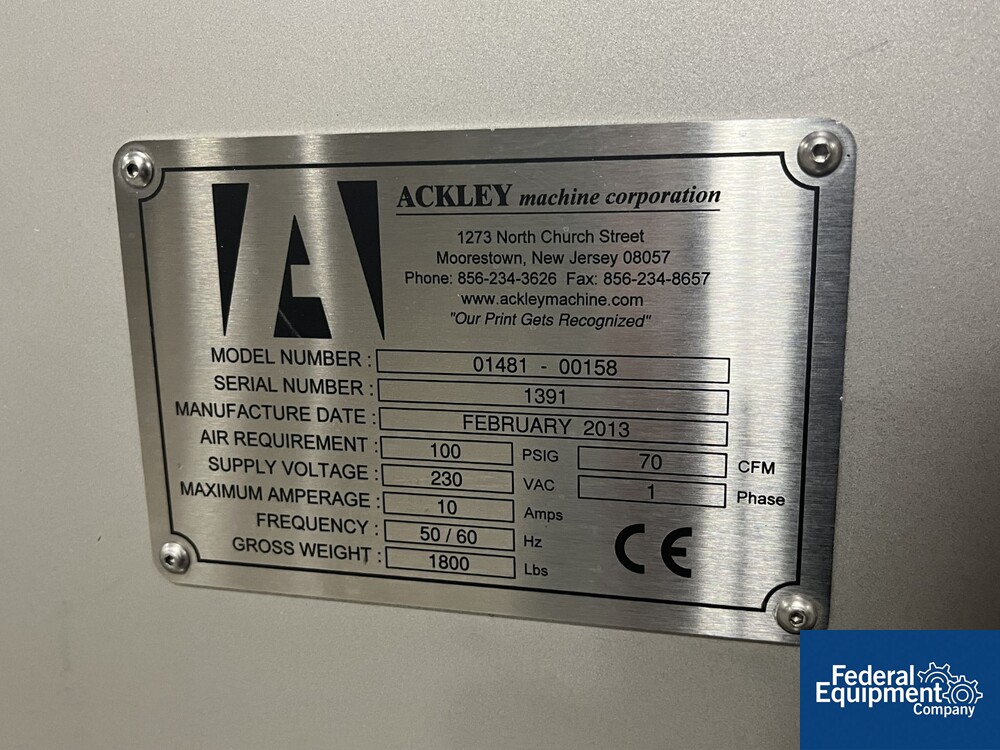 A
ACKLEY machine corporation
1273 North Church Street
Moorestown, New Jersey 08057
Phone: 856-234-3626 Fax: 856-234-8657
www.ackleymachine.com
"Our Print Gets Recognized"
MODEL NUMBER : 01481 - 00158
SERIAL NUMBER : 1391
MANUFACTURE DATE : FEBRUARY 2013
AIR REQUIREMENT : 100 PSIG 70 CFM
SUPPLY VOLTAGE : 230 VAC 1 Phase
MAXIMUM AMPERAGE : 10 Amps
FREQUENCY : 50 / 60 Hz
GROSS WEIGHT : 1800 Lbs
CE
Federal
Equipment
Company